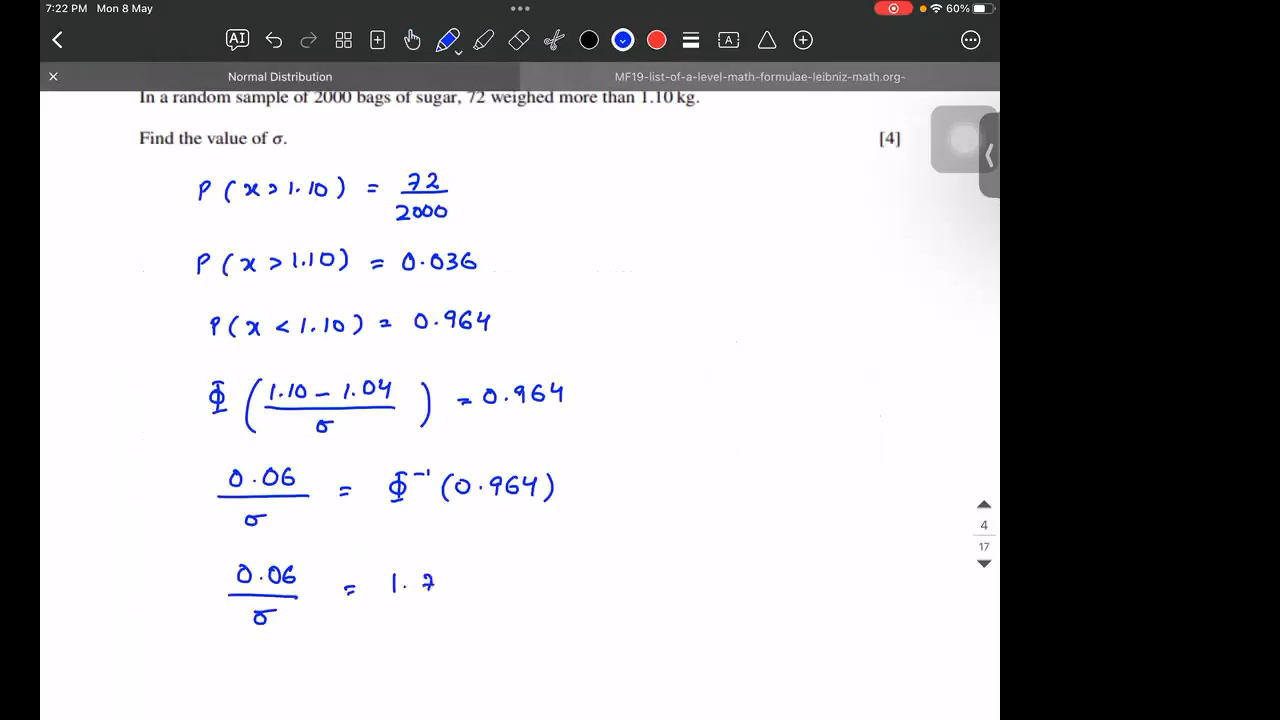 7:22 PM Mon 8 May
60%
AI
A
Normal Distribution
MF19-list-of-a-level-math-formulae-leibniz-math.org-
In a random sample of 2000 bags of sugar, 72 weighed more than 1.10 kg.
Find the value of σ. [4]
P ( x > 1.10 ) = 72/2000
P ( x > 1.10 ) = 0.036
P ( x < 1.10 ) = 0.964
Φ ( (1.10 − 1.04)/σ ) = 0.964
0.06/σ = Φ⁻¹ (0.964)
0.06/σ = 1.7
4
17